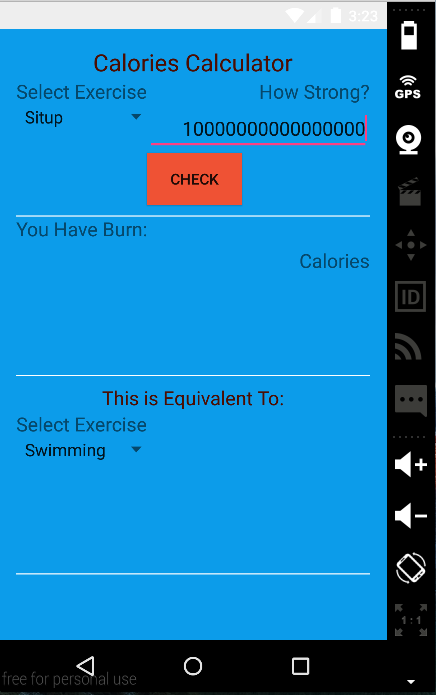 3:23
Calories Calculator
Select Exercise How Strong?
Situp 10000000000000000
CHECK
You Have Burn:
Calories
This is Equivalent To:
Select Exercise
Swimming
free for personal use
GPS
ID
1:1